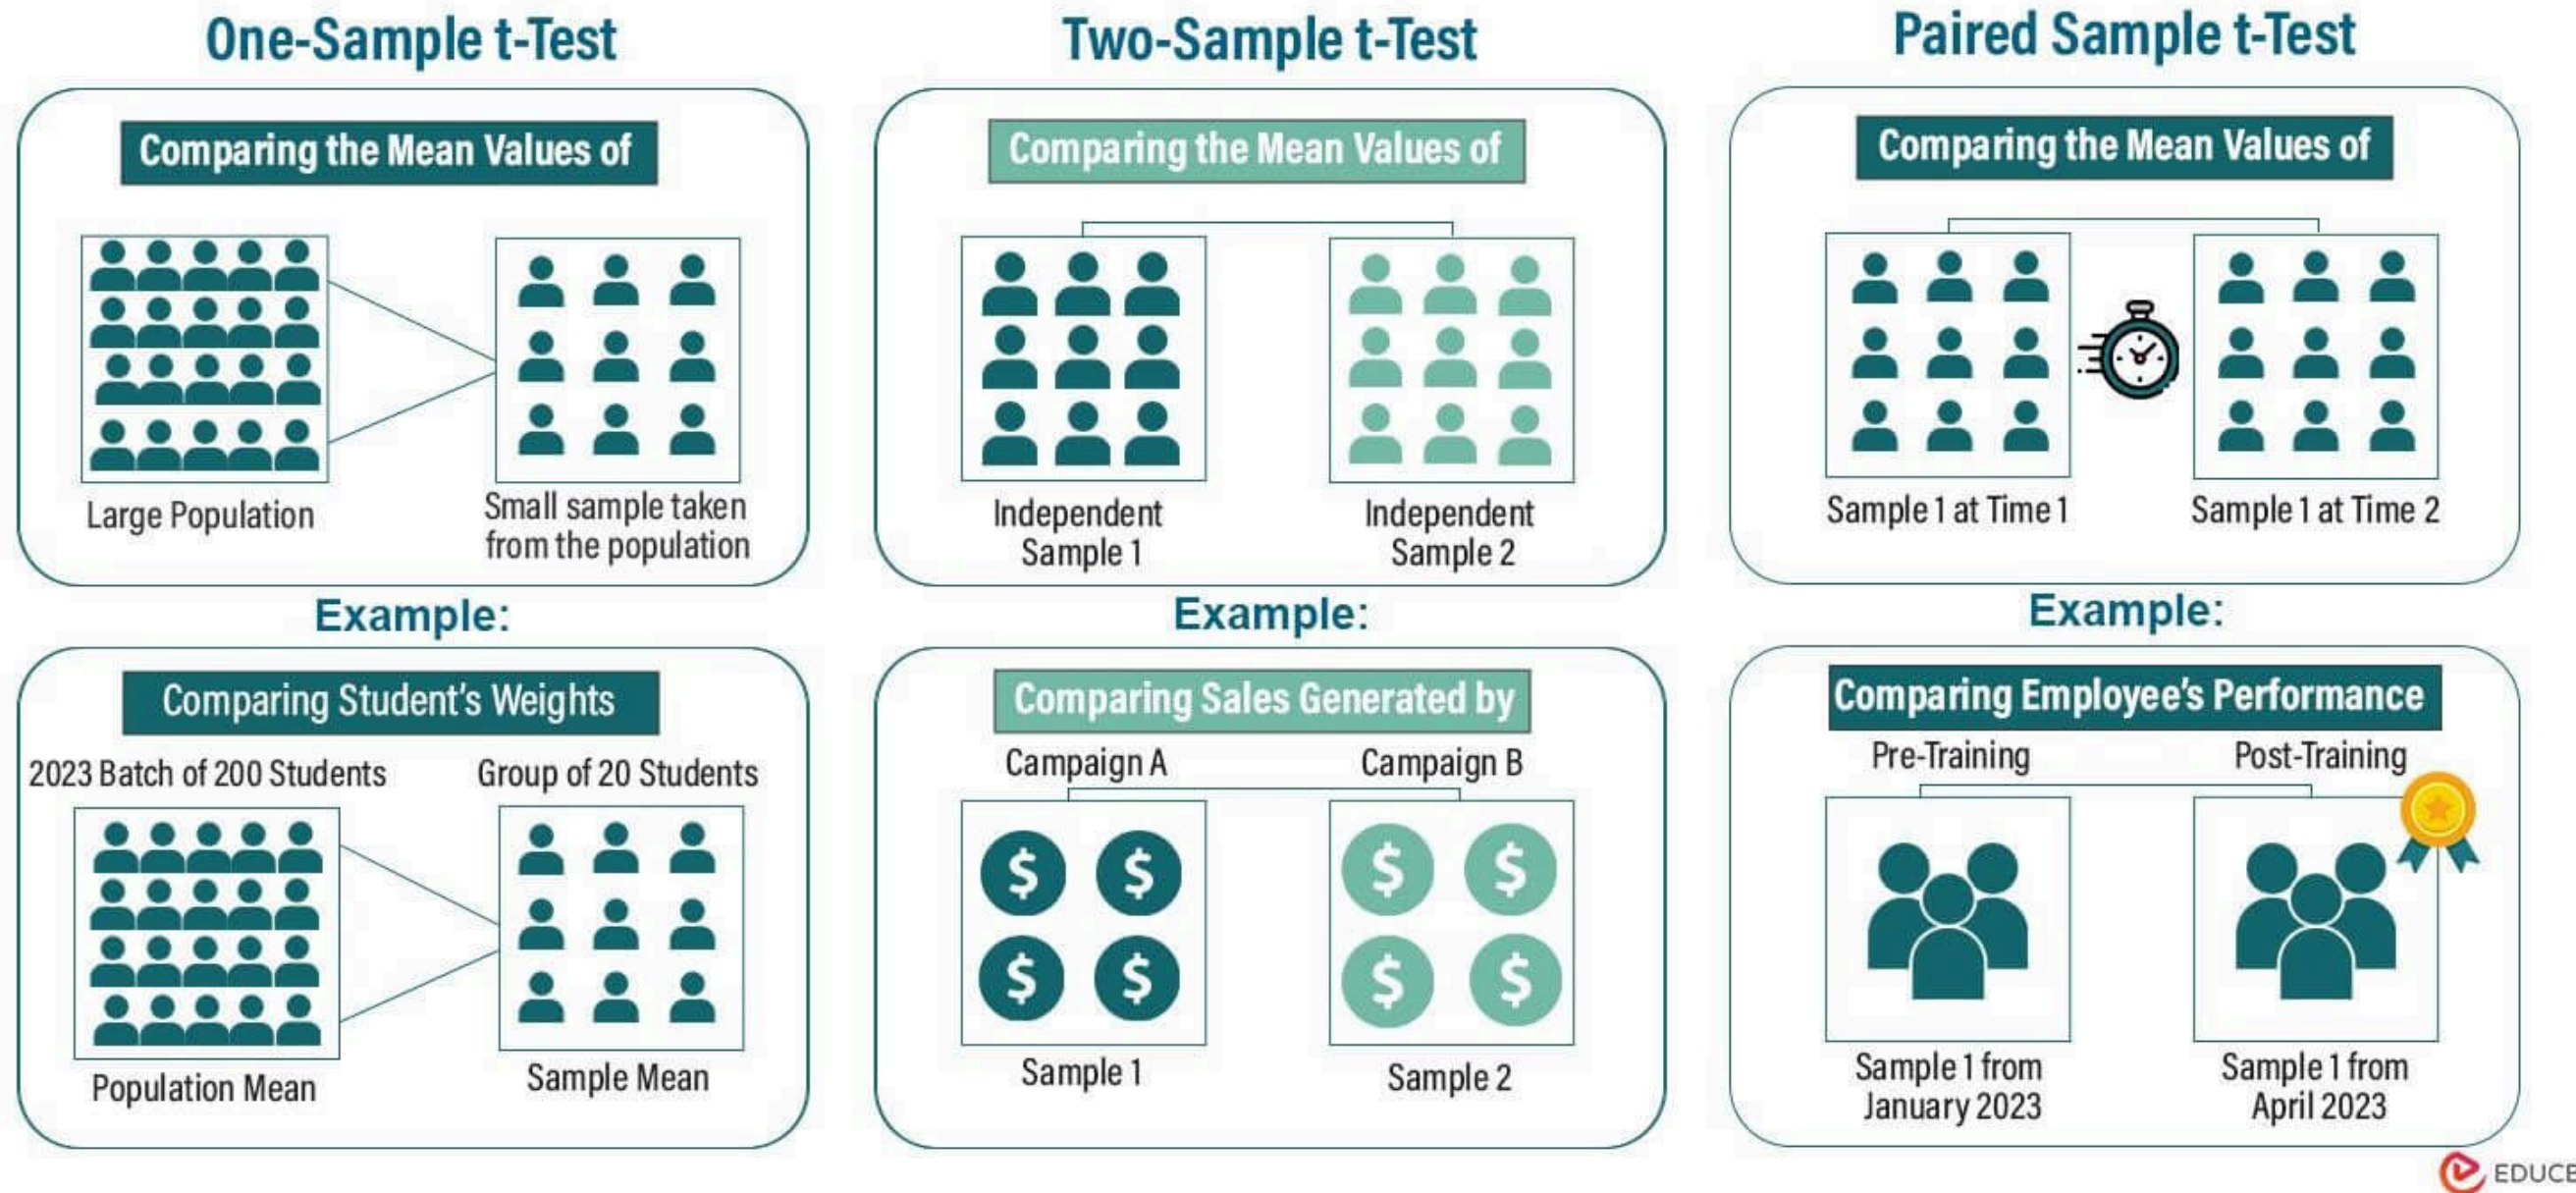 One-Sample t-Test
Comparing the Mean Values of
Large Population
Small sample taken
from the population
Example:
Comparing Student's Weights
2023 Batch of 200 Students
Group of 20 Students
Population Mean
Sample Mean
Two-Sample t-Test
Comparing the Mean Values of
Independent
Sample 1
Independent
Sample 2
Example:
Comparing Sales Generated by
Campaign A
Campaign B
$ $
$ $
$ $
$ $
Sample 1
Sample 2
Paired Sample t-Test
Comparing the Mean Values of
Sample 1 at Time 1
Sample 1 at Time 2
Example:
Comparing Employee's Performance
Pre-Training
Post-Training
Sample 1 from
January 2023
Sample 1 from
April 2023